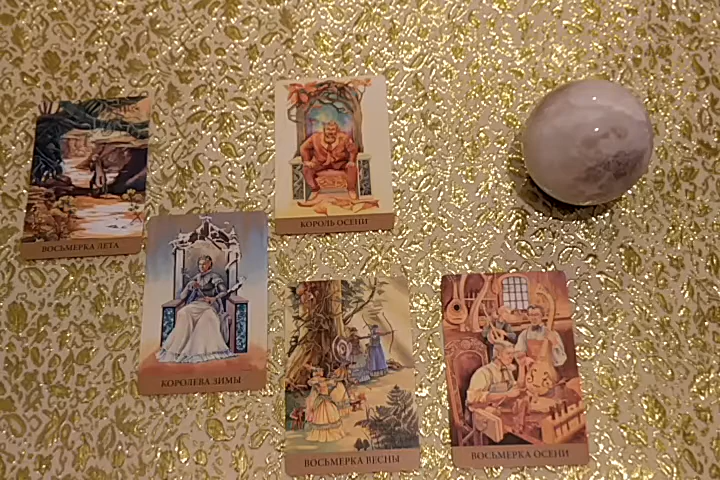 ВОСЬМЕРКА ЛЕТА
КОРОЛЬ ОСЕНИ
КОРОЛЕВА ЗИМЫ
ВОСЬМЕРКА ВЕСНЫ
ВОСЬМЕРКА ОСЕНИ